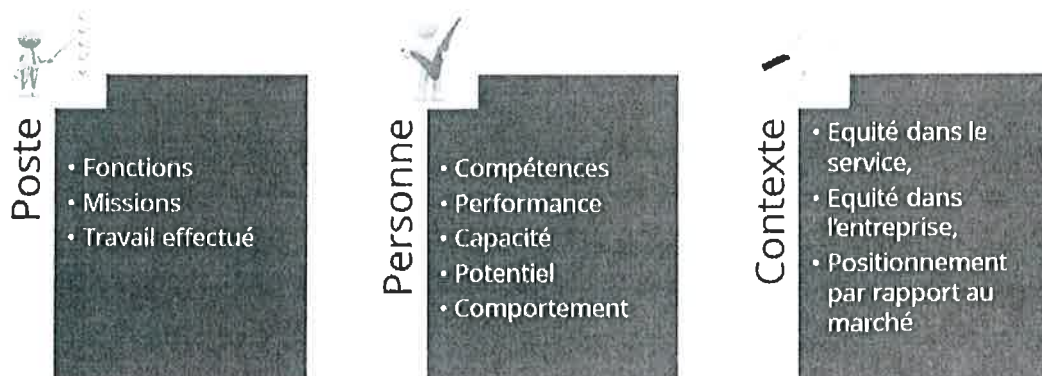 Poste
• Fonctions
• Missions
• Travail effectué
Personne
• Compétences
• Performance
• Capacité
• Potentiel
• Comportement
Contexte
• Equité dans le
service,
• Equité dans
l'entreprise,
• Positionnement
par rapport au
marché